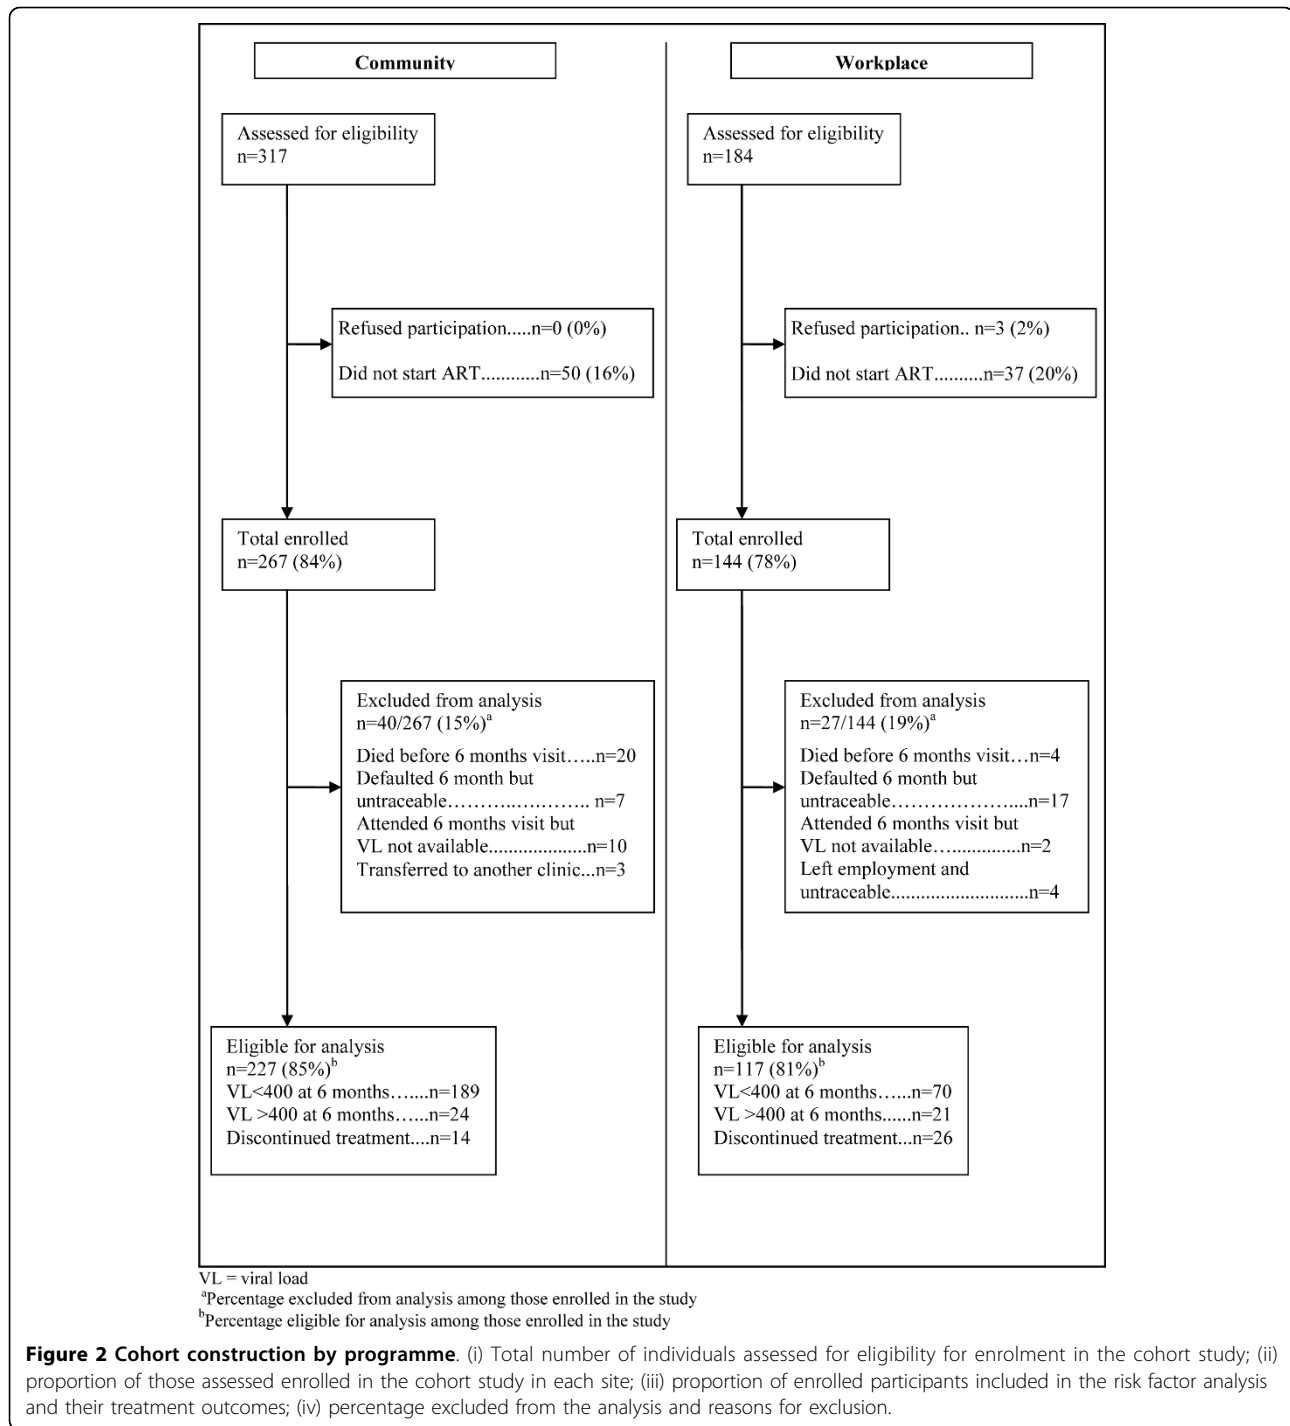 Community
Assessed for eligibility
n=317
Refused participation.....n=0 (0%)
Did not start ART............n=50 (16%)
Total enrolled
n=267 (84%)
Excluded from analysis
n=40/267 (15%)a
Died before 6 months visit…..n=20
Defaulted 6 month but
untraceable………..….…….. n=7
Attended 6 months visit but
VL not available....................n=10
Transferred to another clinic...n=3
Eligible for analysis
n=227 (85%)b
VL<400 at 6 months…....n=189
VL >400 at 6 months…...n=24
Discontinued treatment....n=14
Workplace
Assessed for eligibility
n=184
Refused participation.. n=3 (2%)
Did not start ART..........n=37 (20%)
Total enrolled
n=144 (78%)
Excluded from analysis
n=27/144 (19%)a
Died before 6 months visit…n=4
Defaulted 6 month but
untraceable…………………....n=17
Attended 6 months visit but
VL not available…..............n=2
Left employment and
untraceable............................n=4
Eligible for analysis
n=117 (81%)b
VL<400 at 6 months…...n=70
VL >400 at 6 months......n=21
Discontinued treatment...n=26
VL = viral load
aPercentage excluded from analysis among those enrolled in the study
bPercentage eligible for analysis among those enrolled in the study
Figure 2 Cohort construction by programme. (i) Total number of individuals assessed for eligibility for enrolment in the cohort study; (ii)
proportion of those assessed enrolled in the cohort study in each site; (iii) proportion of enrolled participants included in the risk factor analysis
and their treatment outcomes; (iv) percentage excluded from the analysis and reasons for exclusion.